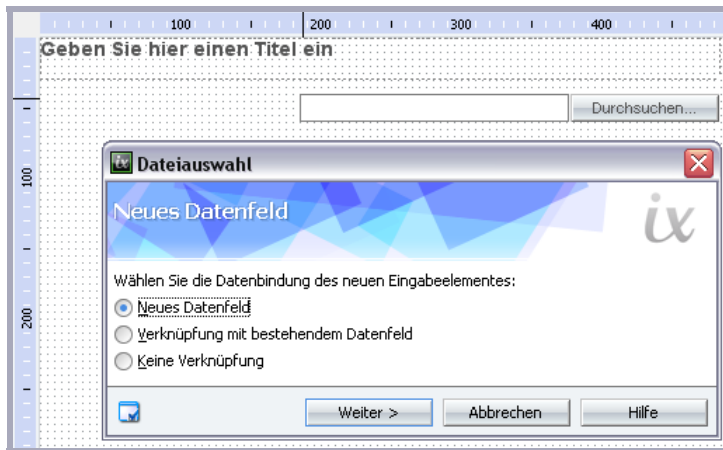 100 200 300 400
Geben Sie hier einen Titel ein
Durchsuchen...
100
ix Dateiauswahl
Neues Datenfeld
ix
Wählen Sie die Datenbindung des neuen Eingabeelementes:
Neues Datenfeld
Verknüpfung mit bestehendem Datenfeld
200
Keine Verknüpfung
Weiter > Abbrechen Hilfe